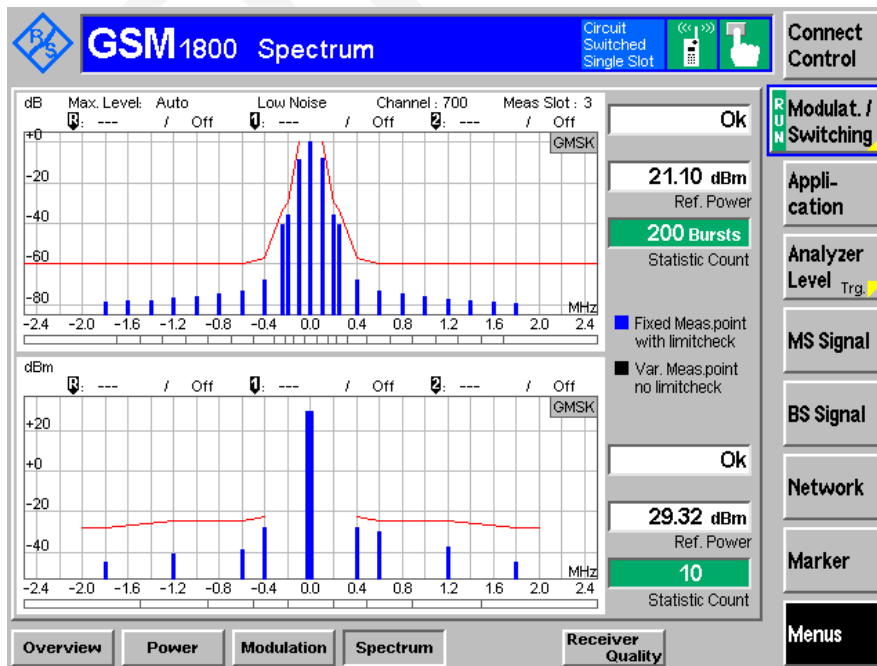 R/S
GSM 1800 Spectrum
Circuit
Switched
Single Slot
Connect
Control
dB Max. Level: Auto Low Noise Channel : 700 Meas Slot : 3
R: --- / Off 1: --- / Off 2: --- / Off
GMSK
+0
-20
-40
-60
-80
MHz
-2.4 -2.0 -1.6 -1.2 -0.8 -0.4 0.0 0.4 0.8 1.2 1.6 2.0 2.4
Ok
21.10 dBm
Ref. Power
200 Bursts
Statistic Count
Fixed Meas.point
with limitcheck
Var. Meas.point
no limitcheck
dBm
R: --- / Off 1: --- / Off 2: --- / Off
GMSK
+20
+0
-20
-40
MHz
-2.4 -2.0 -1.6 -1.2 -0.8 -0.4 0.0 0.4 0.8 1.2 1.6 2.0 2.4
Ok
29.32 dBm
Ref. Power
10
Statistic Count
RUN
Modulat. /
Switching
Appli-
cation
Analyzer
Level Trg.
MS Signal
BS Signal
Network
Marker
Menus
Overview Power Modulation Spectrum Receiver
Quality